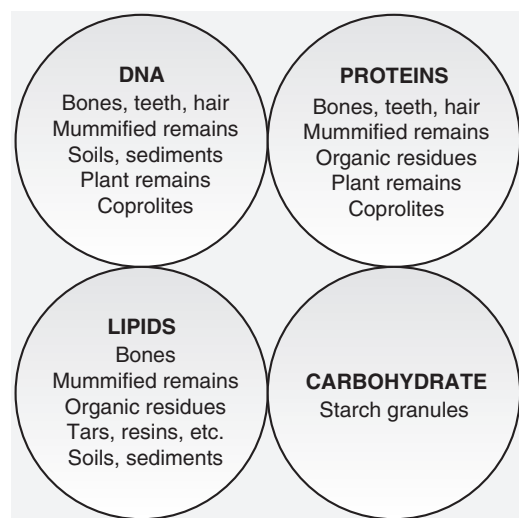 DNA
Bones, teeth, hair
Mummified remains
Soils, sediments
Plant remains
Coprolites
PROTEINS
Bones, teeth, hair
Mummified remains
Organic residues
Plant remains
Coprolites
LIPIDS
Bones
Mummified remains
Organic residues
Tars, resins, etc.
Soils, sediments
CARBOHYDRATE
Starch granules